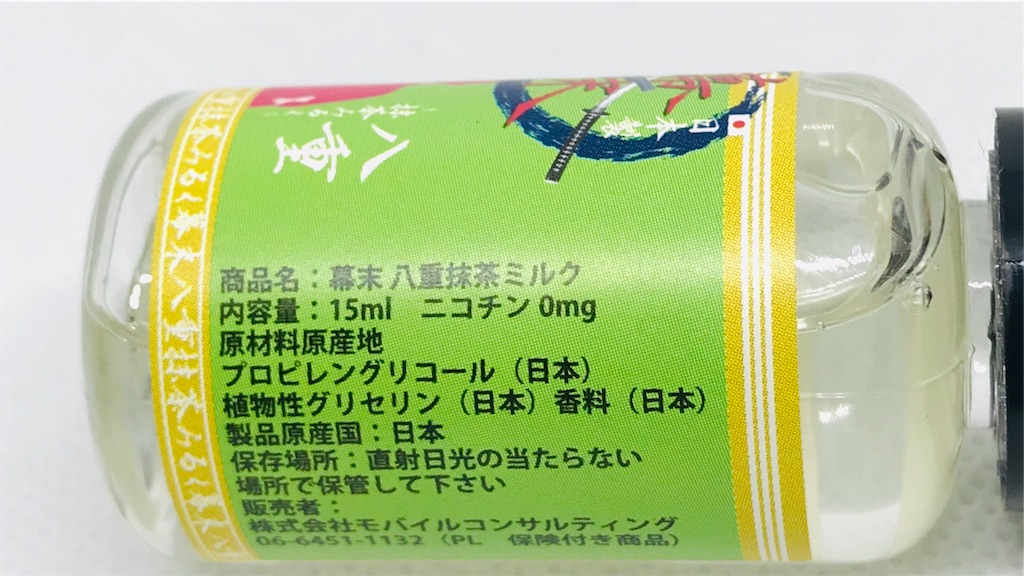 幕末
日本製
八重
～抹茶みるく～
商品名：幕末 八重抹茶ミルク
内容量：15ml　ニコチン 0mg
原材料原産地
プロピレングリコール（日本）
植物性グリセリン（日本）香料（日本）
製品原産国：日本
保存場所：直射日光の当たらない
場所で保管して下さい
販売者：
株式会社モバイルコンサルティング
06-6451-1132（PL　保険付き商品）